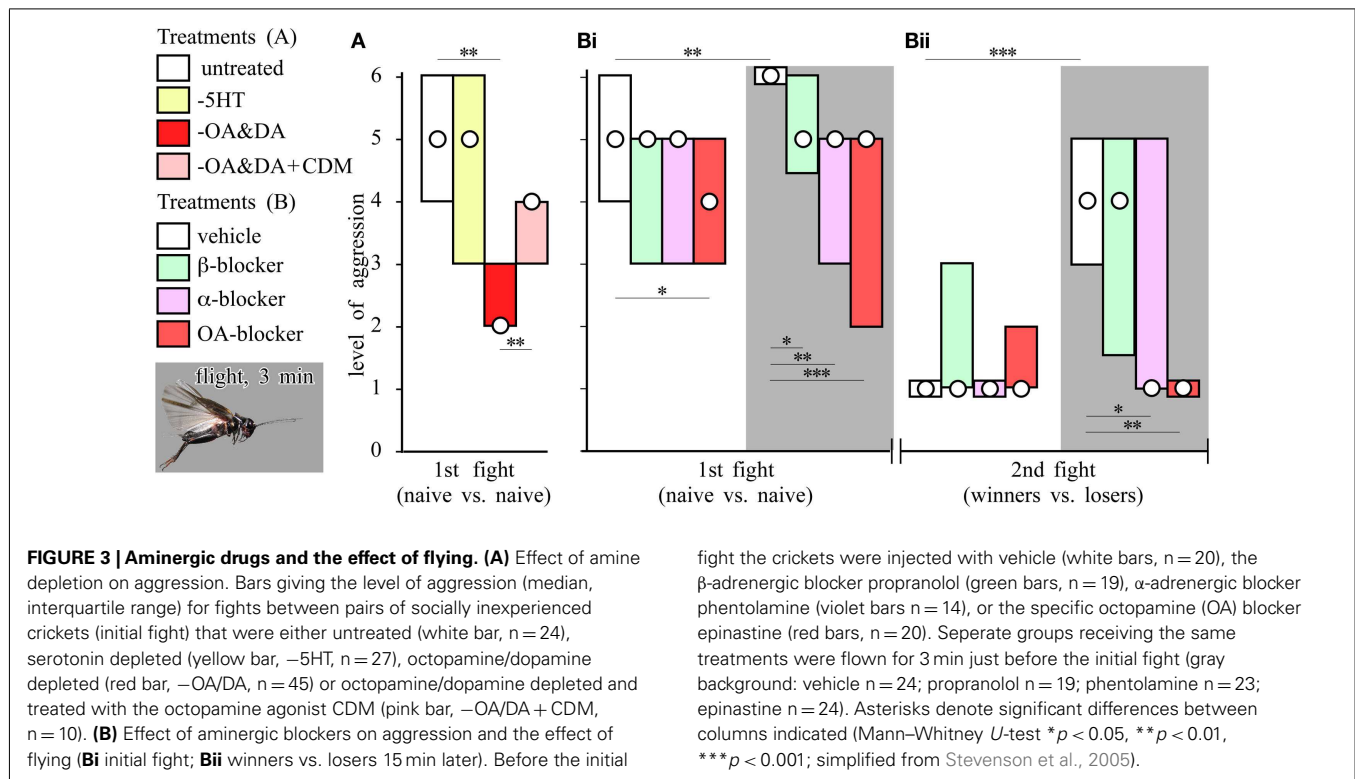 Treatments (A)
untreated
-5HT
-OA&DA
-OA&DA+CDM
Treatments (B)
vehicle
β-blocker
α-blocker
OA-blocker
flight, 3 min
A
Bi
Bii
**
**
***
6
5
4
3
2
1
0
level of aggression
**
*
*
**
***
*
**
1st fight
(naive vs. naive)
1st fight
(naive vs. naive)
2nd fight
(winners vs. losers)
FIGURE 3 | Aminergic drugs and the effect of flying. (A) Effect of amine
depletion on aggression. Bars giving the level of aggression (median,
interquartile range) for fights between pairs of socially inexperienced
crickets (initial fight) that were either untreated (white bar, n = 24),
serotonin depleted (yellow bar, −5HT, n = 27), octopamine/dopamine
depleted (red bar, −OA/DA, n = 45) or octopamine/dopamine depleted and
treated with the octopamine agonist CDM (pink bar, −OA/DA + CDM,
n = 10). (B) Effect of aminergic blockers on aggression and the effect of
flying (Bi initial fight; Bii winners vs. losers 15 min later). Before the initial
fight the crickets were injected with vehicle (white bars, n = 20), the
β-adrenergic blocker propranolol (green bars, n = 19), α-adrenergic blocker
phentolamine (violet bars n = 14), or the specific octopamine (OA) blocker
epinastine (red bars, n = 20). Seperate groups receiving the same
treatments were flown for 3 min just before the initial fight (gray
background: vehicle n = 24; propranolol n = 19; phentolamine n = 23;
epinastine n = 24). Asterisks denote significant differences between
columns indicated (Mann–Whitney U-test *p < 0.05, **p < 0.01,
***p < 0.001; simplified from Stevenson et al., 2005).